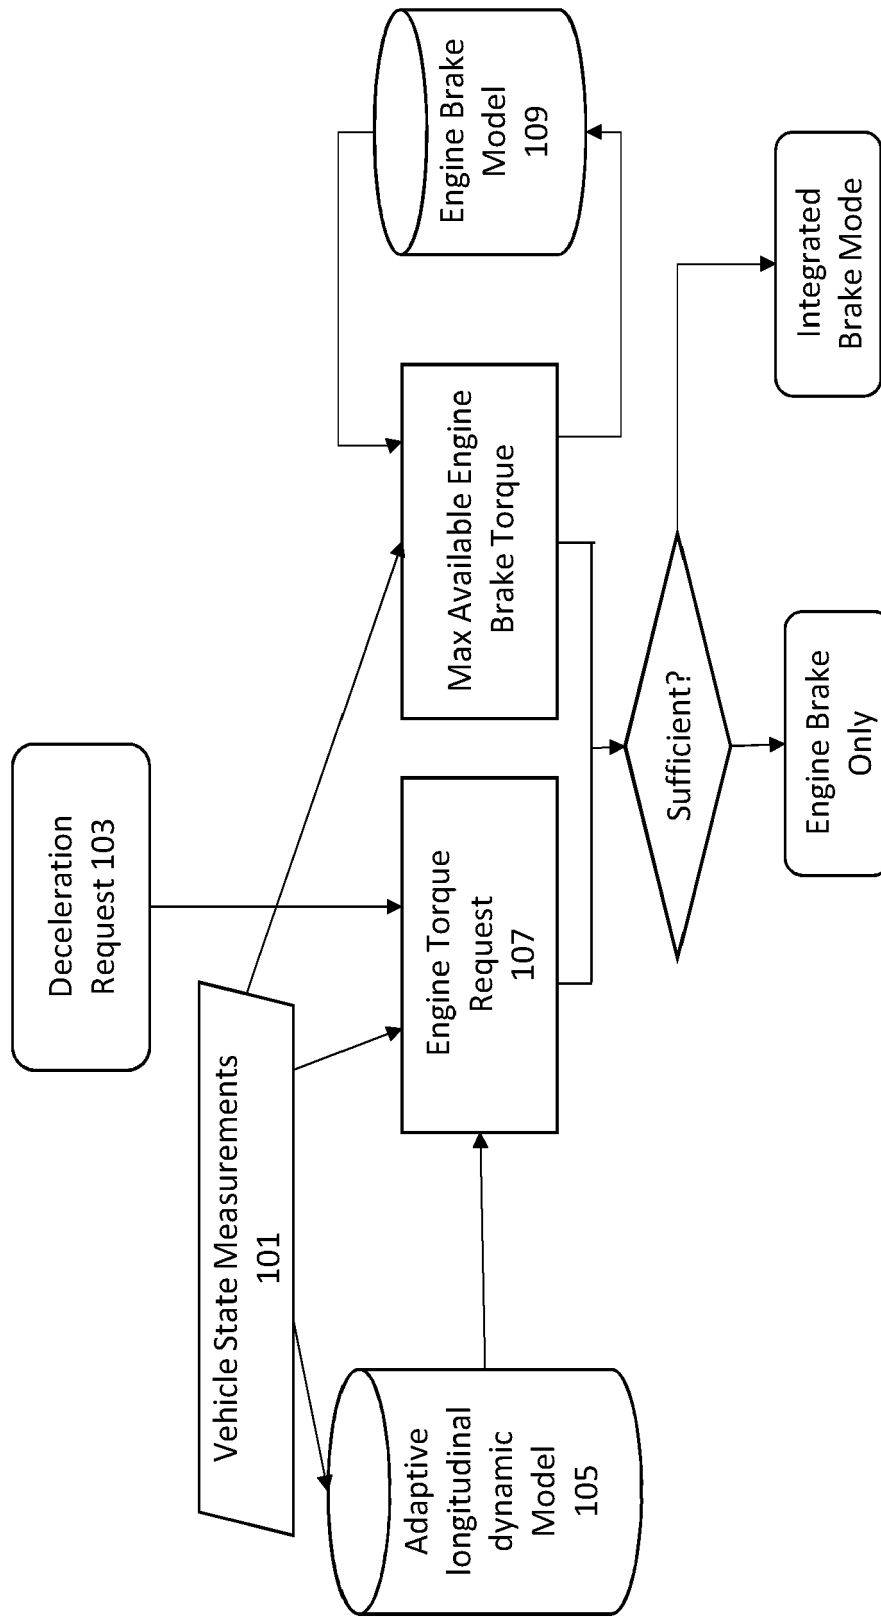 Deceleration
Request 103
Vehicle State Measurements
101
Adaptive
longitudinal
dynamic
Model
105
Engine Torque
Request
107
Max Available Engine
Brake Torque
Engine Brake
Model
109
Sufficient?
Engine Brake
Only
Integrated
Brake Mode